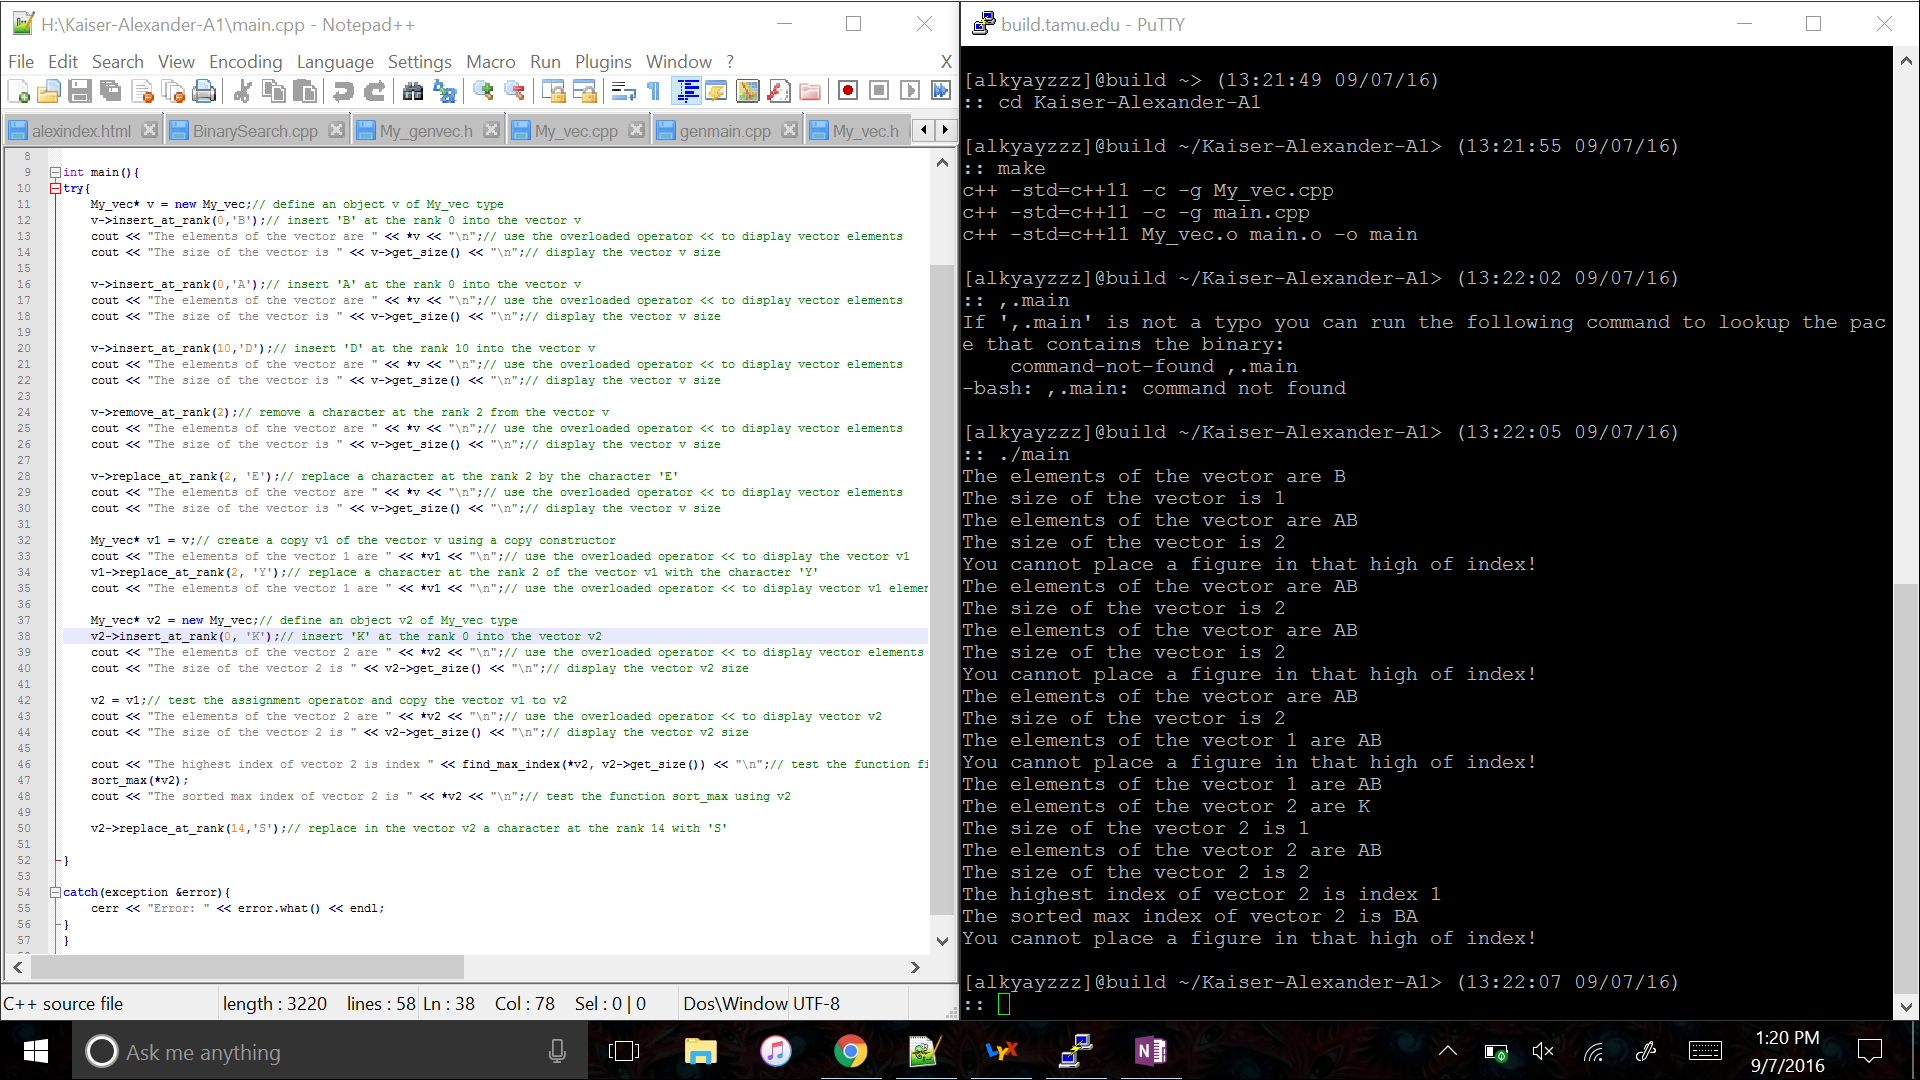 H:\Kaiser-Alexander-A1\main.cpp - Notepad++
File Edit Search View Encoding Language Settings Macro Run Plugins Window ? X
alexindex.html BinarySearch.cpp My_genvec.h My_vec.cpp genmain.cpp My_vec.h
8
9 int main(){
10 try{
11 My_vec* v = new My_vec;// define an object v of My_vec type
12 v->insert_at_rank(0,'B');// insert 'B' at the rank 0 into the vector v
13 cout << "The elements of the vector are " << *v << "\n";// use the overloaded operator << to display vector elements
14 cout << "The size of the vector is " << v->get_size() << "\n";// display the vector v size
15
16 v->insert_at_rank(0,'A');// insert 'A' at the rank 0 into the vector v
17 cout << "The elements of the vector are " << *v << "\n";// use the overloaded operator << to display vector elements
18 cout << "The size of the vector is " << v->get_size() << "\n";// display the vector v size
19
20 v->insert_at_rank(10,'D');// insert 'D' at the rank 10 into the vector v
21 cout << "The elements of the vector are " << *v << "\n";// use the overloaded operator << to display vector elements
22 cout << "The size of the vector is " << v->get_size() << "\n";// display the vector v size
23
24 v->remove_at_rank(2);// remove a character at the rank 2 from the vector v
25 cout << "The elements of the vector are " << *v << "\n";// use the overloaded operator << to display vector elements
26 cout << "The size of the vector is " << v->get_size() << "\n";// display the vector v size
27
28 v->replace_at_rank(2, 'E');// replace a character at the rank 2 by the character 'E'
29 cout << "The elements of the vector are " << *v << "\n";// use the overloaded operator << to display vector elements
30 cout << "The size of the vector is " << v->get_size() << "\n";// display the vector v size
31
32 My_vec* v1 = v;// create a copy v1 of the vector v using a copy constructor
33 cout << "The elements of the vector 1 are " << *v1 << "\n";// use the overloaded operator << to display the vector v1
34 v1->replace_at_rank(2, 'Y');// replace a character at the rank 2 of the vector v1 with the character 'Y'
35 cout << "The elements of the vector 1 are " << *v1 << "\n";// use the overloaded operator << to display vector v1 elemer
36
37 My_vec* v2 = new My_vec;// define an object v2 of My_vec type
38 v2->insert_at_rank(0, 'K');// insert 'K' at the rank 0 into the vector v2
39 cout << "The elements of the vector 2 are " << *v2 << "\n";// use the overloaded operator << to display vector elements
40 cout << "The size of the vector 2 is " << v2->get_size() << "\n";// display the vector v2 size
41
42 v2 = v1;// test the assignment operator and copy the vector v1 to v2
43 cout << "The elements of the vector 2 are " << *v2 << "\n";// use the overloaded operator << to display vector v2
44 cout << "The size of the vector 2 is " << v2->get_size() << "\n";// display the vector v2 size
45
46 cout << "The highest index of vector 2 is index " << find_max_index(*v2, v2->get_size()) << "\n";// test the function fi
47 sort_max(*v2);
48 cout << "The sorted max index of vector 2 is " << *v2 << "\n";// test the function sort_max using v2
49
50 v2->replace_at_rank(14,'S');// replace in the vector v2 a character at the rank 14 with 'S'
51
52 }
53
54 catch(exception &error){
55 cerr << "Error: " << error.what() << endl;
56 }
57 }
C++ source file length : 3220 lines : 58 Ln : 38 Col : 78 Sel : 0 | 0 Dos\Window UTF-8
build.tamu.edu - PuTTY
[alkyayzzz]@build ~> (13:21:49 09/07/16)
:: cd Kaiser-Alexander-A1
[alkyayzzz]@build ~/Kaiser-Alexander-A1> (13:21:55 09/07/16)
:: make
c++ -std=c++11 -c -g My_vec.cpp
c++ -std=c++11 -c -g main.cpp
c++ -std=c++11 My_vec.o main.o -o main
[alkyayzzz]@build ~/Kaiser-Alexander-A1> (13:22:02 09/07/16)
:: ,.main
If ',.main' is not a typo you can run the following command to lookup the pac
e that contains the binary:
command-not-found ,.main
-bash: ,.main: command not found
[alkyayzzz]@build ~/Kaiser-Alexander-A1> (13:22:05 09/07/16)
:: ./main
The elements of the vector are B
The size of the vector is 1
The elements of the vector are AB
The size of the vector is 2
You cannot place a figure in that high of index!
The elements of the vector are AB
The size of the vector is 2
The elements of the vector are AB
The size of the vector is 2
You cannot place a figure in that high of index!
The elements of the vector are AB
The size of the vector is 2
The elements of the vector 1 are AB
You cannot place a figure in that high of index!
The elements of the vector 1 are AB
The elements of the vector 2 are K
The size of the vector 2 is 1
The elements of the vector 2 are AB
The size of the vector 2 is 2
The highest index of vector 2 is index 1
The sorted max index of vector 2 is BA
You cannot place a figure in that high of index!
[alkyayzzz]@build ~/Kaiser-Alexander-A1> (13:22:07 09/07/16)
::
Ask me anything
1:20 PM
9/7/2016